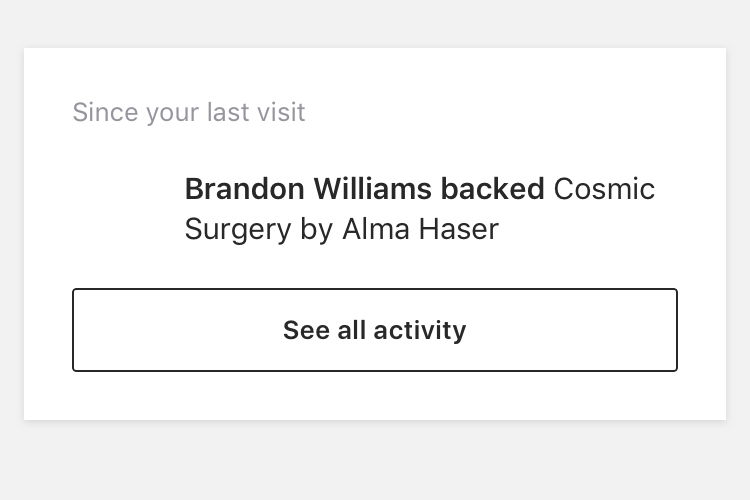 Since your last visit
Brandon Williams backed Cosmic
Surgery by Alma Haser
See all activity